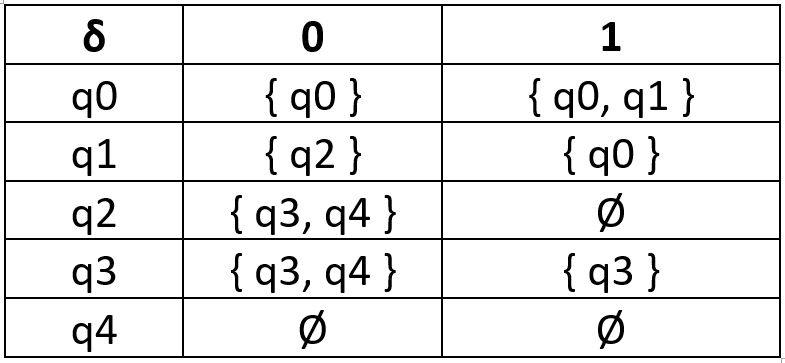 δ 0 1
q0 { q0 } { q0, q1 }
q1 { q2 } { q0 }
q2 { q3, q4 } Ø
q3 { q3, q4 } { q3 }
q4 Ø Ø